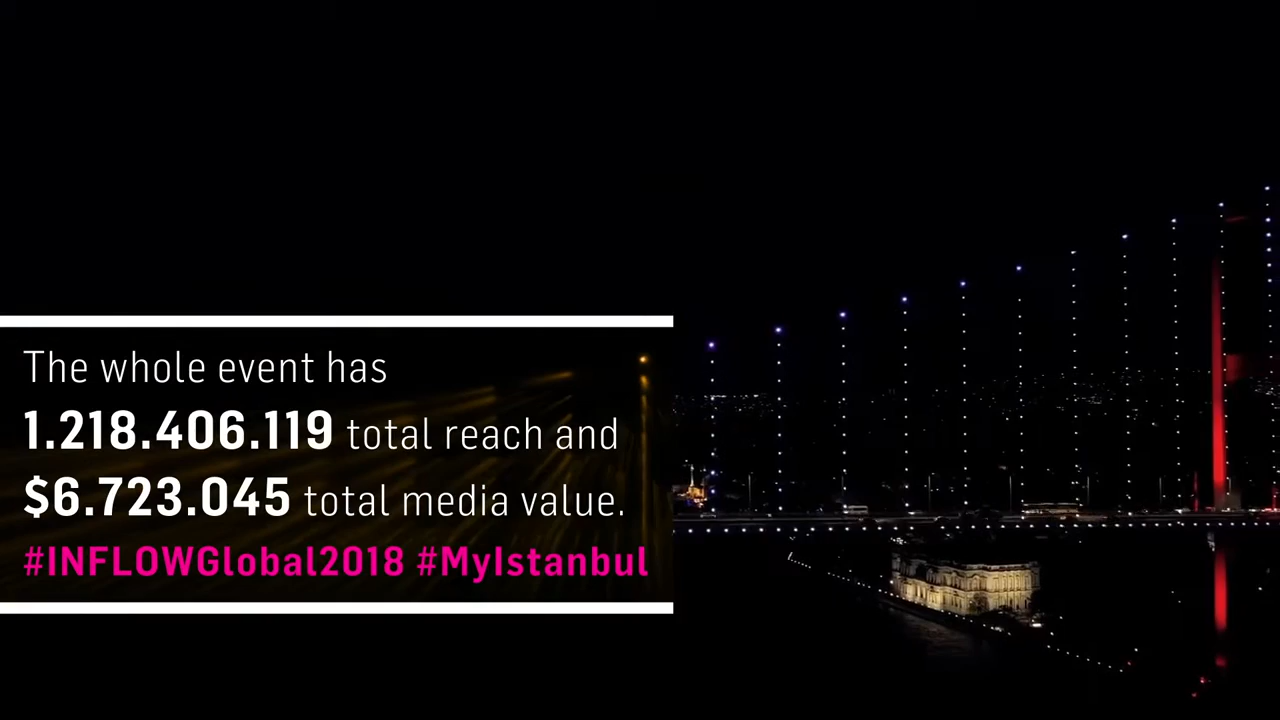 The whole event has
1.218.406.119 total reach and
$6.723.045 total media value.
#INFLOWGlobal2018 #MyIstanbul